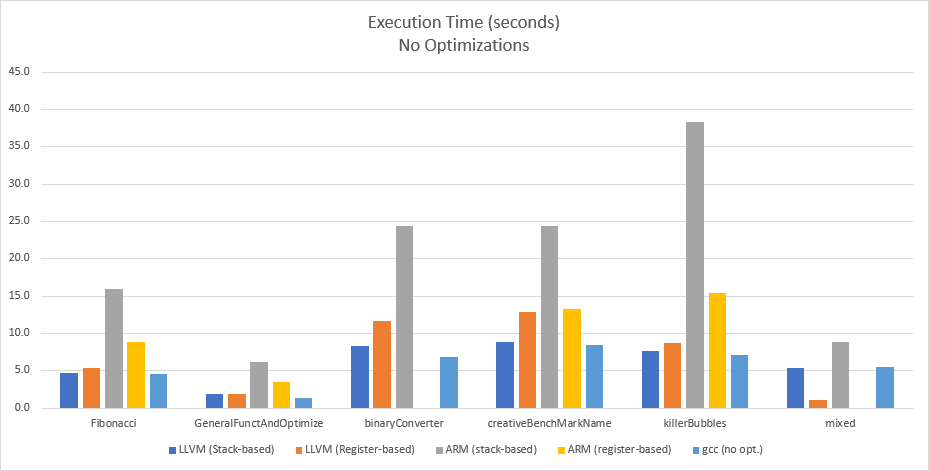 Execution Time (seconds)
No Optimizations
45.0
40.0
35.0
30.0
25.0
20.0
15.0
10.0
5.0
0.0
Fibonacci GeneralFunctAndOptimize binaryConverter creativeBenchMarkName killerBubbles mixed
LLVM (Stack-based) LLVM (Register-based) ARM (stack-based) ARM (register-based) gcc (no opt.)